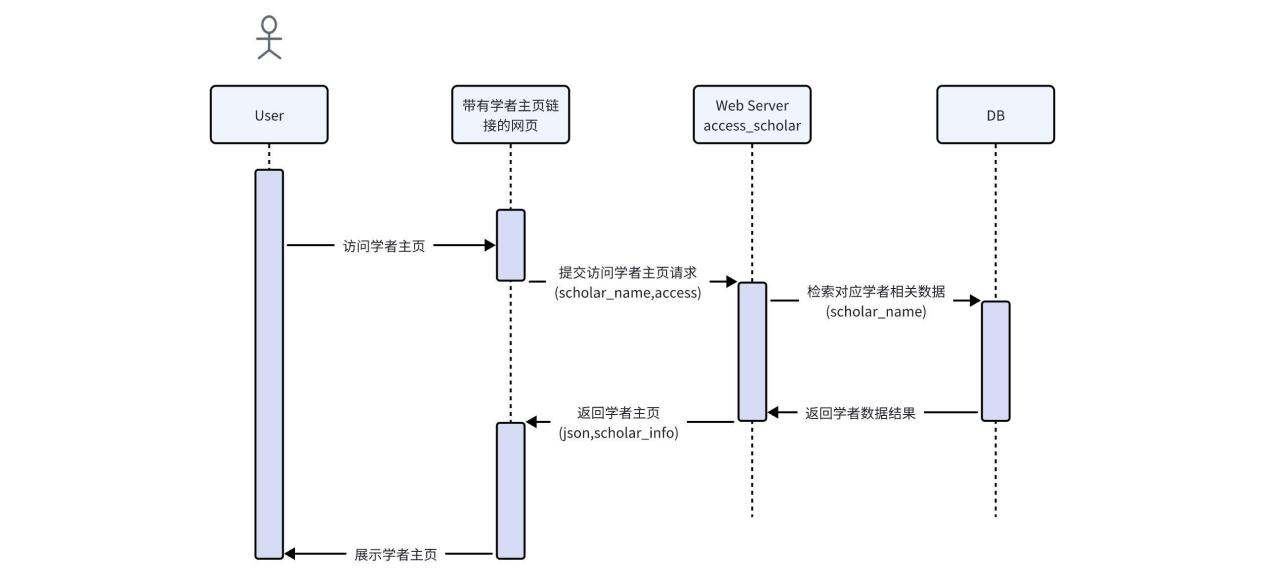 User
带有学者主页链
接的网页
Web Server
access_scholar
DB
访问学者主页
提交访问学者主页请求
(scholar_name,access)
检索对应学者相关数据
(scholar_name)
返回学者数据结果
返回学者主页
(json,scholar_info)
展示学者主页